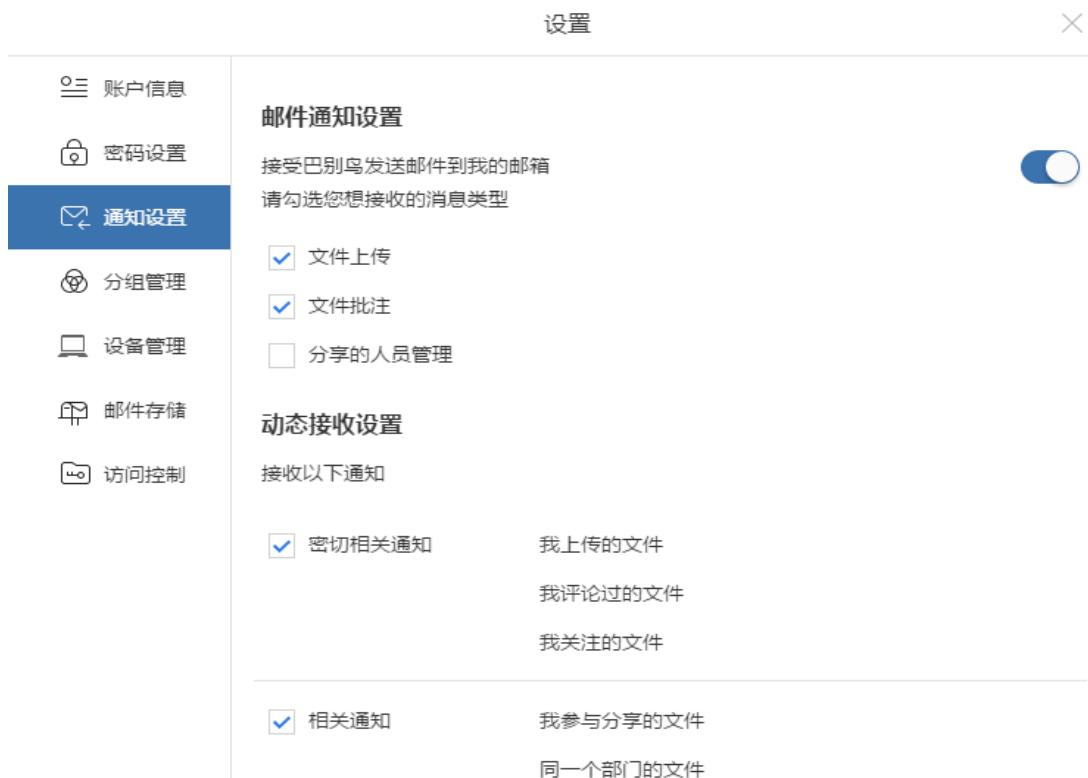 设置
账户信息
密码设置
通知设置
分组管理
设备管理
邮件存储
访问控制
邮件通知设置
接受巴别鸟发送邮件到我的邮箱
请勾选您想接收的消息类型
文件上传
文件批注
分享的人员管理
动态接收设置
接收以下通知
密切相关通知
我上传的文件
我评论过的文件
我关注的文件
相关通知
我参与分享的文件
同一个部门的文件